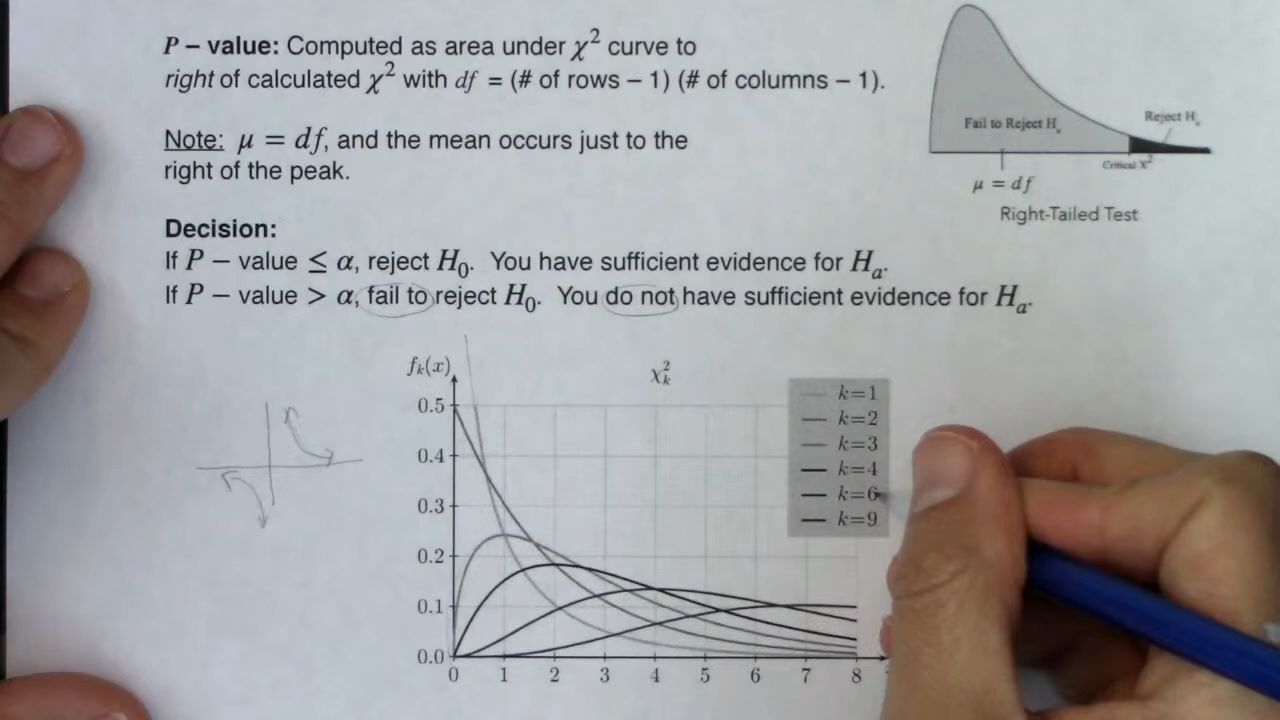 P – value: Computed as area under χ² curve to
right of calculated χ² with df = (# of rows – 1) (# of columns – 1).
Note: μ = df, and the mean occurs just to
right of the peak.
Fail to Reject Hₒ
Reject Hₒ
Critical X²
μ = df
Right-Tailed Test
Decision:
If P – value ≤ α, reject H₀. You have sufficient evidence for Hₐ.
If P – value > α, fail to reject H₀. You do not have sufficient evidence for Hₐ.
fₖ(x)
χ²ₖ
0.5
0.4
0.3
0.2
0.1
0.0
k=1
k=2
k=3
k=4
k=6
k=9
0 1 2 3 4 5 6 7 8